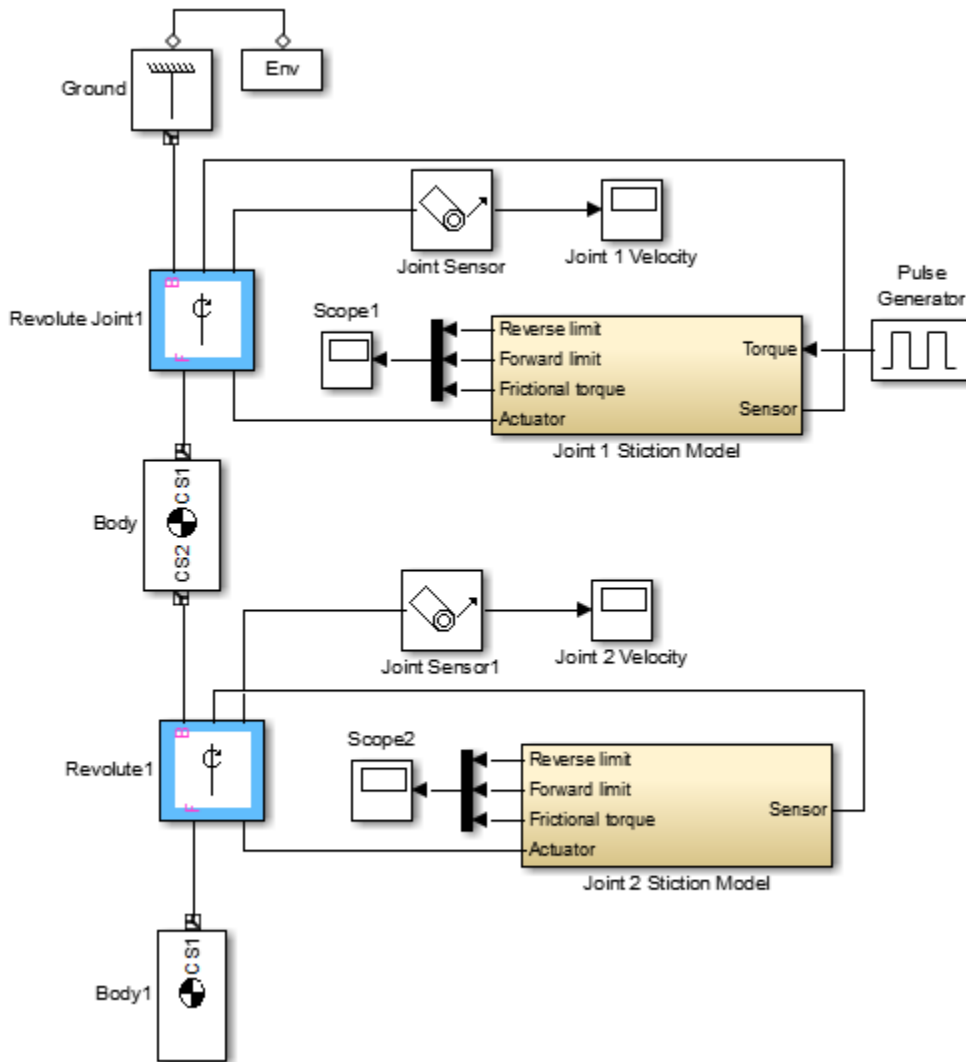 Env
Ground
Joint Sensor
Joint 1 Velocity
Pulse
Generator
B
Revolute Joint1
F
Scope1
Reverse limit
Forward limit
Frictional torque
Actuator
Torque
Sensor
Joint 1 Stiction Model
CS1
Body
CS2
Joint Sensor1
Joint 2 Velocity
B
Revolute1
F
Scope2
Reverse limit
Forward limit
Frictional torque
Actuator
Sensor
Joint 2 Stiction Model
CS1
Body1